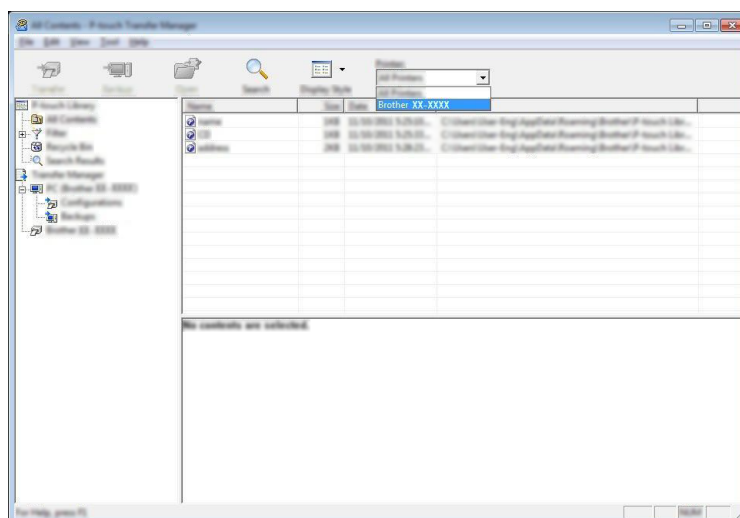 All Contents - P-touch Transfer Manager
File Edit View Tool Help
Transfer Backup Open Search Display Style
Printer:
All Printers
All Printers
Brother XX-XXXX
P-touch Library
All Contents
Filter
Recycle Bin
Search Results
Transfer Manager
PC (Brother XX-XXXX)
Configurations
Backups
Brother XX-XXXX
Name Size Date
name 1KB
CD 1KB
address 2KB
No contents are selected.
For Help, press F1
NUM